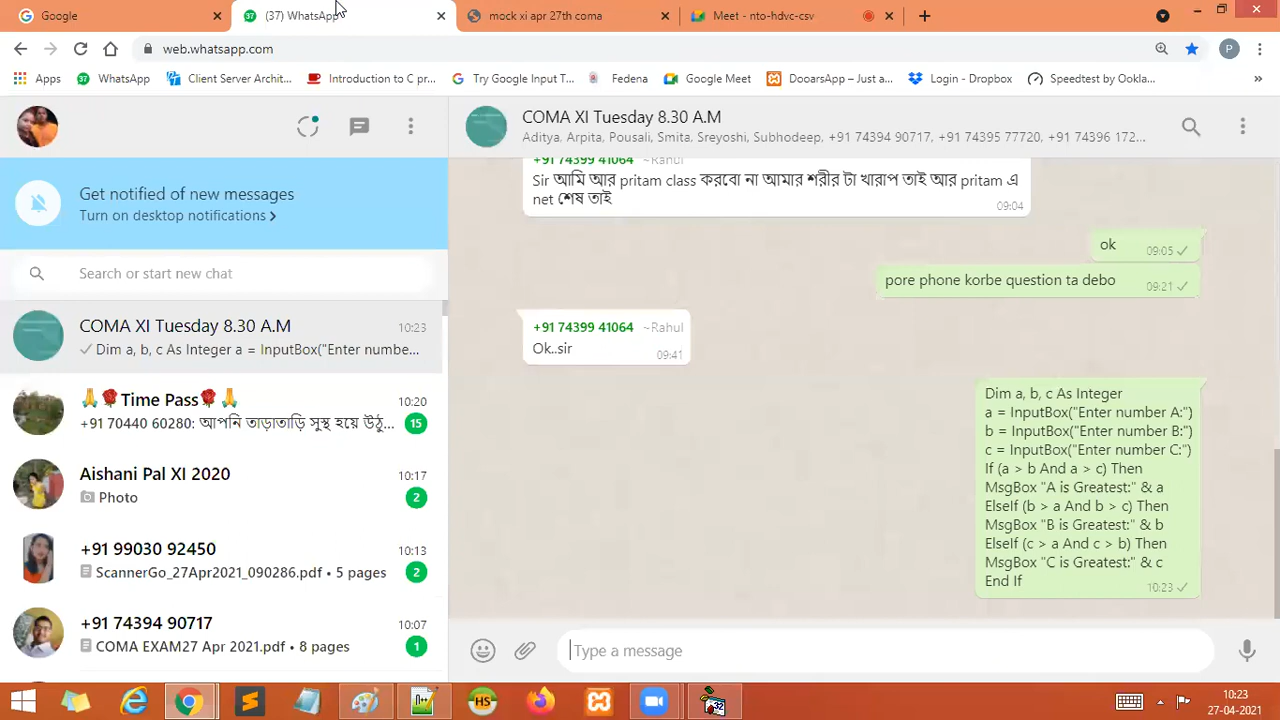 Google
(37) WhatsApp
mock xi apr 27th coma
Meet - nto-hdvc-csv
web.whatsapp.com
P
Apps
WhatsApp
Client Server Archit...
Introduction to C pr...
Try Google Input T...
Fedena
Google Meet
DooarsApp – Just a...
Login - Dropbox
Speedtest by Ookla...
COMA XI Tuesday 8.30 A.M
Aditya, Arpita, Pousali, Smita, Sreyoshi, Subhodeep, +91 74394 90717, +91 74395 77720, +91 74396 172...
Get notified of new messages
Turn on desktop notifications
Search or start new chat
COMA XI Tuesday 8.30 A.M
10:23
Dim a, b, c As Integer a = InputBox("Enter numbe...
🙏🌹Time Pass🌹🙏
10:20
+91 70440 60280: আপনি তাড়াতাড়ি সুস্থ হয়ে উঠু...
15
Aishani Pal XI 2020
10:17
Photo
2
+91 99030 92450
10:13
ScannerGo_27Apr2021_090286.pdf • 5 pages
2
+91 74394 90717
10:07
COMA EXAM27 Apr 2021.pdf • 8 pages
1
+91 74399 41064 ~Rahul
Sir আমি আর pritam class করবো না আমার শরীর টা খারাপ তাই আর pritam এ
net শেষ তাই
09:04
ok
09:05
pore phone korbe question ta debo
09:21
+91 74399 41064 ~Rahul
Ok..sir
09:41
Dim a, b, c As Integer
a = InputBox("Enter number A:")
b = InputBox("Enter number B:")
c = InputBox("Enter number C:")
If (a > b And a > c) Then
MsgBox "A is Greatest:" & a
ElseIf (b > a And b > c) Then
MsgBox "B is Greatest:" & b
ElseIf (c > a And c > b) Then
MsgBox "C is Greatest:" & c
End If
10:23
Type a message
10:23
27-04-2021